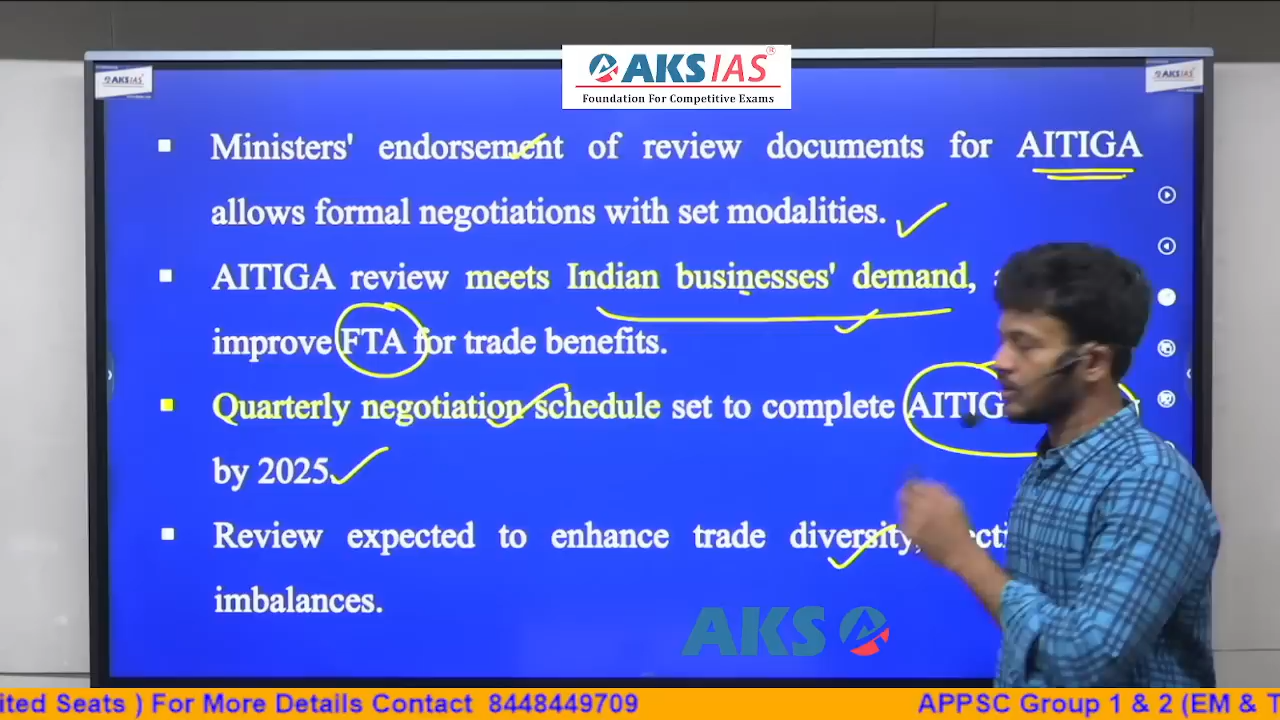 AKS IAS
AKSIAS®
AKS IAS
Foundation For Competitive Exams
Ministers' endorsement of review documents for AITIGA
allows formal negotiations with set modalities.
AITIGA review meets Indian businesses' demand,
improve FTA for trade benefits.
Quarterly negotiation schedule set to complete
by 2025.
Review expected to enhance trade diversity,
imbalances.
AKS
ited Seats ) For More Details Contact 8448449709 APPSC Group 1 & 2 (EM & T